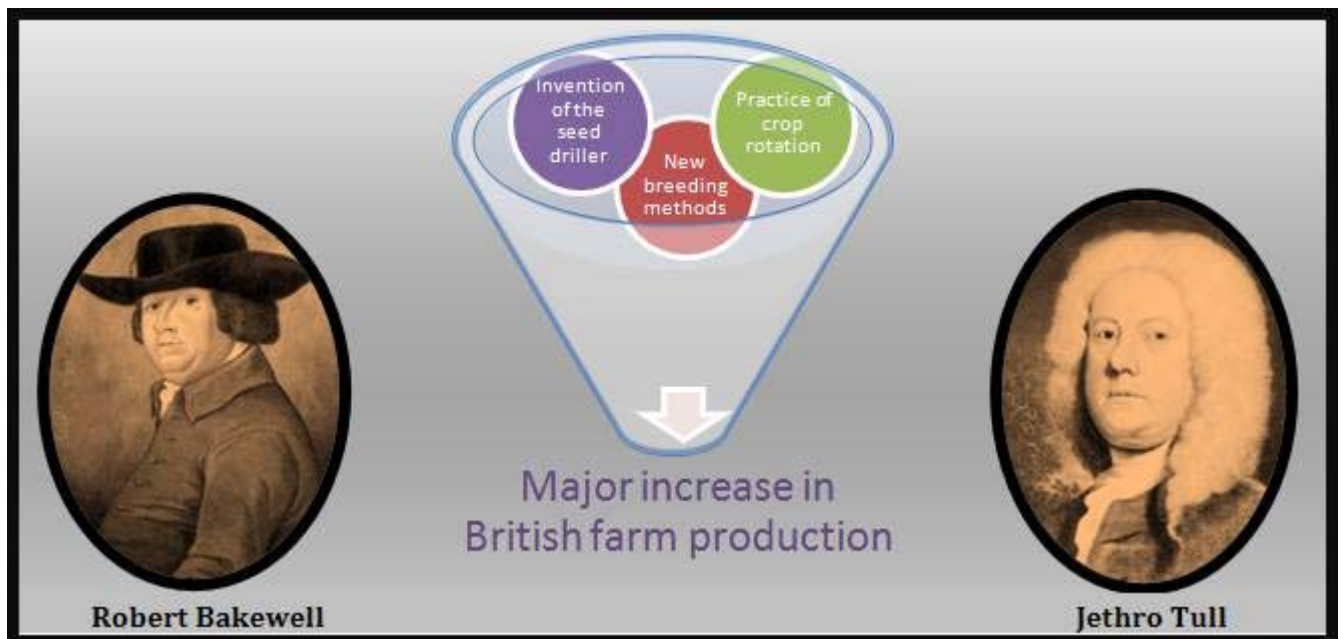 Invention
of the
seed
driller
New
breeding
methods
Practice of
crop
rotation
Major increase in
British farm production
Robert Bakewell
Jethro Tull